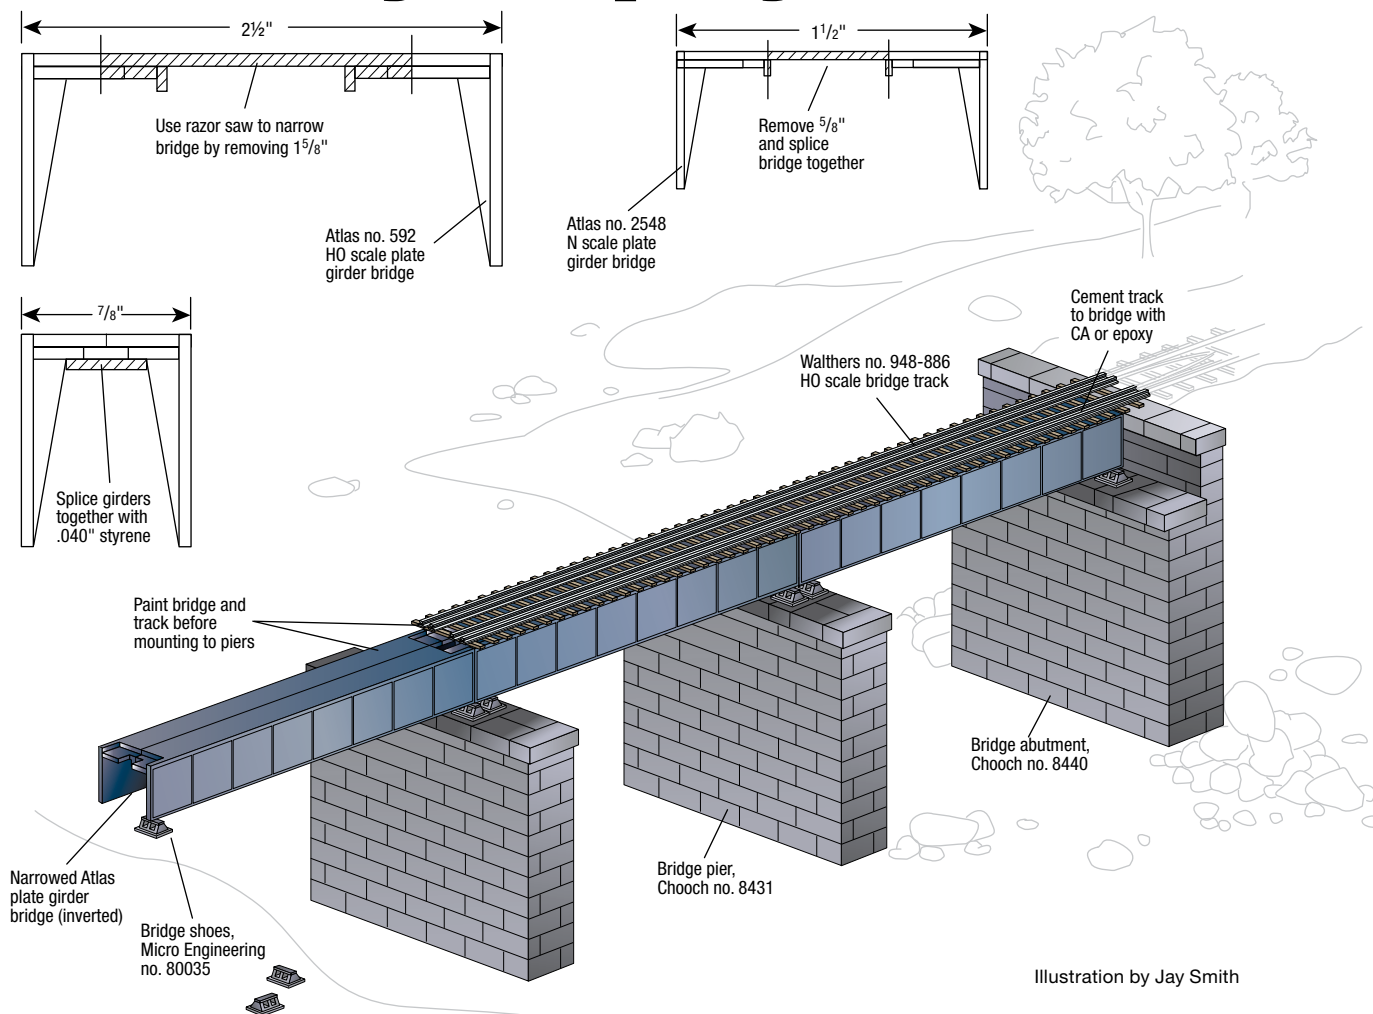 2½"
1 1/2"
Use razor saw to narrow
bridge by removing 1 5/8"
Remove 5/8"
and splice
bridge together
Atlas no. 592
HO scale plate
girder bridge
Atlas no. 2548
N scale plate
girder bridge
7/8"
Cement track
to bridge with
CA or epoxy
Walthers no. 948-886
HO scale bridge track
Splice girders
together with
.040" styrene
Paint bridge and
track before
mounting to piers
Bridge abutment,
Chooch no. 8440
Bridge pier,
Chooch no. 8431
Narrowed Atlas
plate girder
bridge (inverted)
Bridge shoes,
Micro Engineering
no. 80035
Illustration by Jay Smith